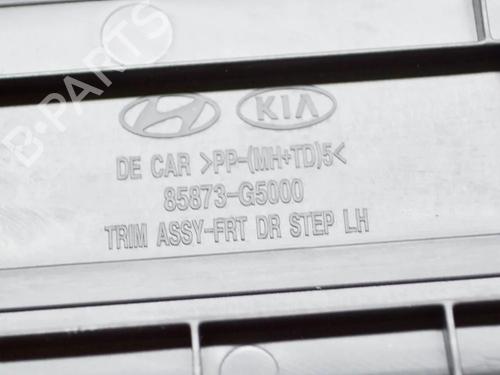 B-PARTS
KIA
DE CAR >PP-(MH+TD)5<
85873-G5000
TRIM ASSY-FRT DR STEP LH